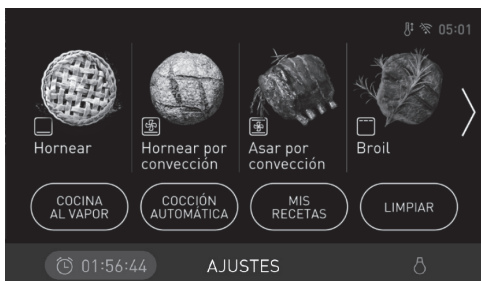 05:01
Hornear
Hornear por
convección
Asar por
convección
Broil
COCINA
AL VAPOR
COCCIÓN
AUTOMÁTICA
MIS
RECETAS
LIMPIAR
01:56:44
AJUSTES